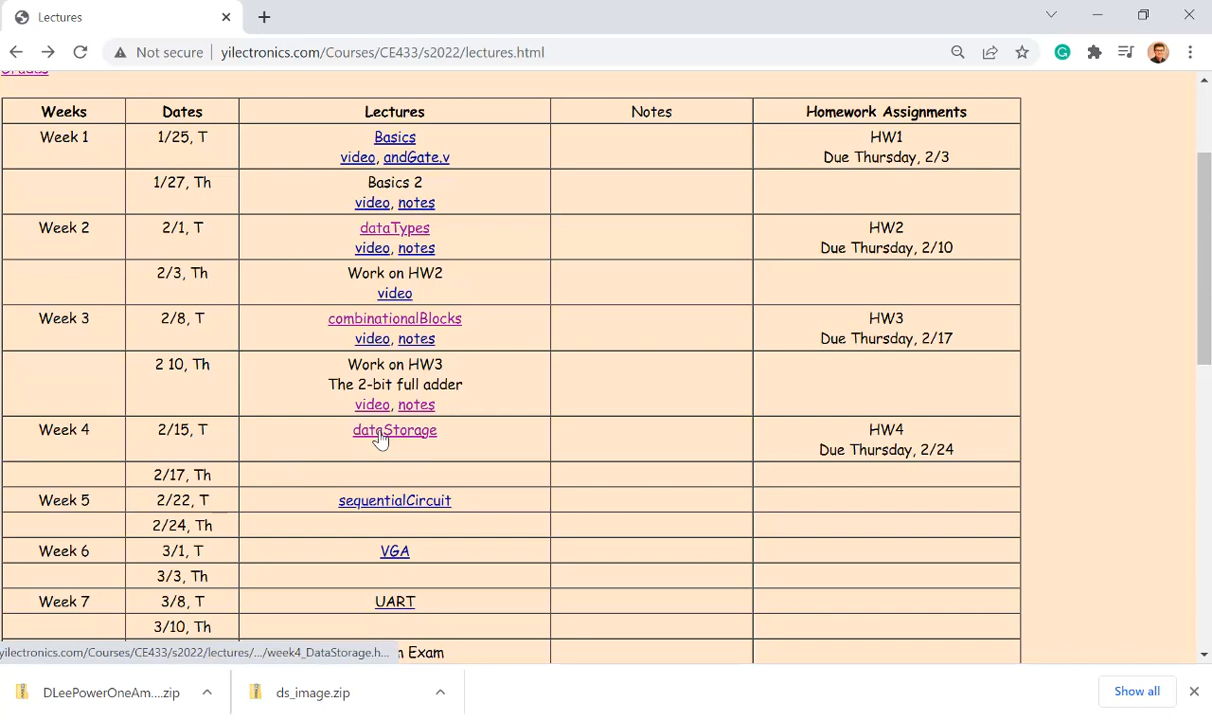 Lectures
Not secure yilectronics.com/Courses/CE433/s2022/lectures.html
Grades
Weeks Dates Lectures Notes Homework Assignments
Week 1 1/25, T Basics HW1
video, andGate.v Due Thursday, 2/3
1/27, Th Basics 2
video, notes
Week 2 2/1, T dataTypes HW2
video, notes Due Thursday, 2/10
2/3, Th Work on HW2
video
Week 3 2/8, T combinationalBlocks HW3
video, notes Due Thursday, 2/17
2 10, Th Work on HW3
The 2-bit full adder
video, notes
Week 4 2/15, T dataStorage HW4
Due Thursday, 2/24
2/17, Th
Week 5 2/22, T sequentialCircuit
2/24, Th
Week 6 3/1, T VGA
3/3, Th
Week 7 3/8, T UART
3/10, Th
yilectronics.com/Courses/CE433/s2022/lectures/.../week4_DataStorage.h... Exam
DLeePowerOneAm....zip ds_image.zip Show all